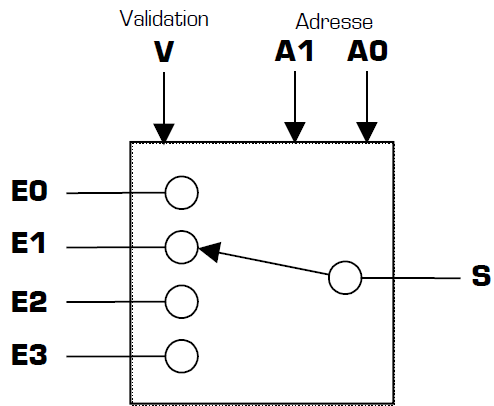 Validation Adresse
V A1 A0
E0
E1
E2
S
E3